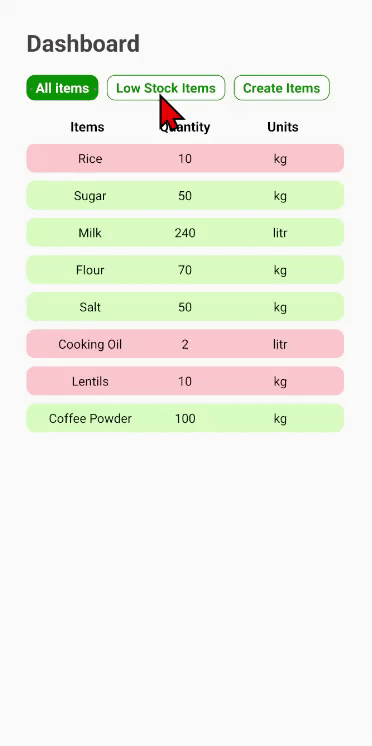 Dashboard
All items Low Stock Items Create Items
Items Quantity Units
Rice 10 kg
Sugar 50 kg
Milk 240 litr
Flour 70 kg
Salt 50 kg
Cooking Oil 2 litr
Lentils 10 kg
Coffee Powder 100 kg